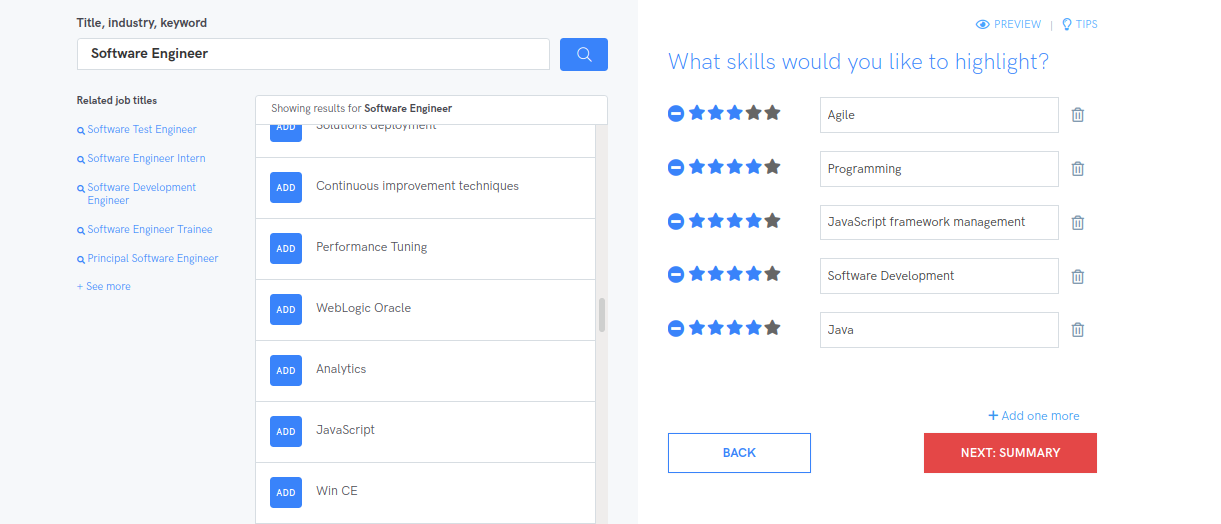 Title, industry, keyword
Software Engineer
Related job titles
Software Test Engineer
Software Engineer Intern
Software Development
Engineer
Software Engineer Trainee
Principal Software Engineer
+ See more
Showing results for Software Engineer
ADD Solutions deployment
ADD Continuous improvement techniques
ADD Performance Tuning
ADD WebLogic Oracle
ADD Analytics
ADD JavaScript
ADD Win CE
PREVIEW | TIPS
What skills would you like to highlight?
Agile
Programming
JavaScript framework management
Software Development
Java
+ Add one more
BACK
NEXT: SUMMARY